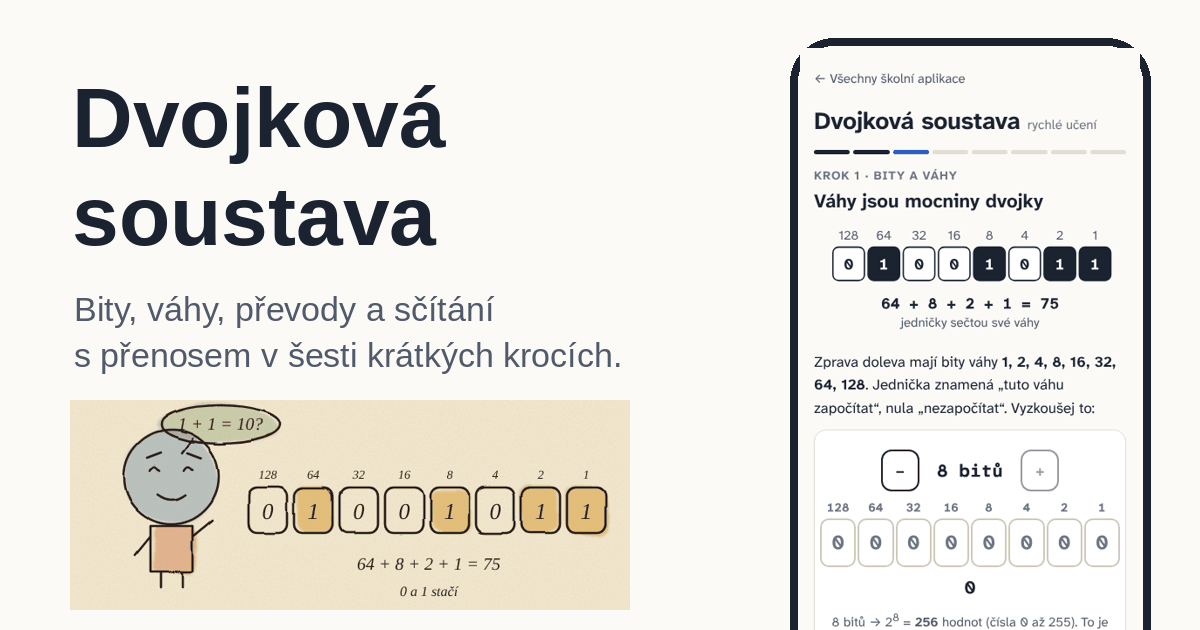 Dvojková
soustava
Bity, váhy, převody a sčítání
s přenosem v šesti krátkých krocích.
1 + 1 = 10?
128 64 32 16 8 4 2 1
0 1 0 0 1 0 1 1
64 + 8 + 2 + 1 = 75
0 a 1 stačí
← Všechny školní aplikace
Dvojková soustava rychlé učení
KROK 1 · BITY A VÁHY
Váhy jsou mocniny dvojky
128 64 32 16 8 4 2 1
0 1 0 0 1 0 1 1
64 + 8 + 2 + 1 = 75
jedničky sečtou své váhy
Zprava doleva mají bity váhy 1, 2, 4, 8, 16, 32,
64, 128. Jednička znamená „tuto váhu
započítat“, nula „nezapočítat“. Vyzkoušej to:
− 8 bitů +
128 64 32 16 8 4 2 1
0 0 0 0 0 0 0 0
0
8 bitů → 2⁸ = 256 hodnot (čísla 0 až 255). To je